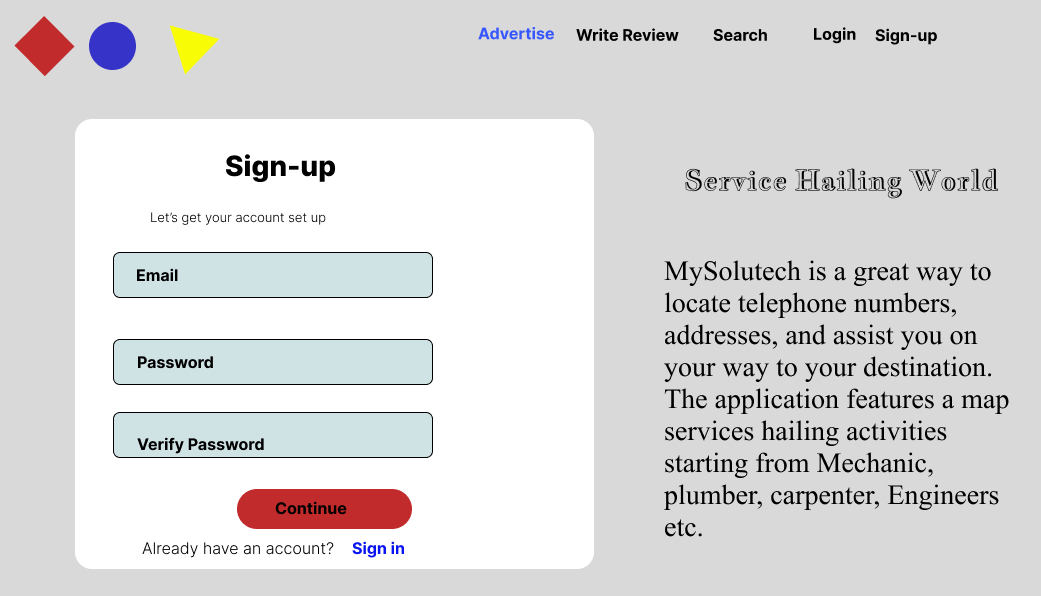 Advertise Write Review Search Login Sign-up
Sign-up
Let's get your account set up
Email
Password
Verify Password
Continue
Already have an account? Sign in
Service Hailing World
MySolutech is a great way to
locate telephone numbers,
addresses, and assist you on
your way to your destination.
The application features a map
services hailing activities
starting from Mechanic,
plumber, carpenter, Engineers
etc.